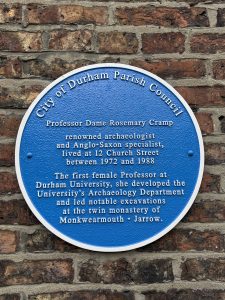 City of Durham Parish Council
Professor Dame Rosemary Cramp
renowned archaeologist
and Anglo-Saxon specialist,
lived at 12 Church Street
between 1972 and 1988
The first female Professor at
Durham University, she developed the
University's Archaeology Department
and led notable excavations
at the twin monastery of
Monkwearmouth • Jarrow.